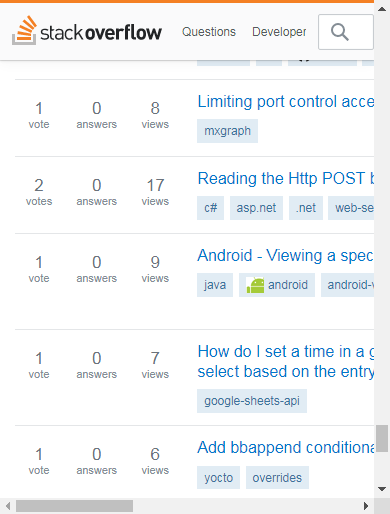 stackoverflow Questions Developer
1 0 8 Limiting port control acce
vote answers views
mxgraph
2 0 17 Reading the Http POST b
votes answers views
c# asp.net .net web-se
1 0 9 Android - Viewing a spec
vote answers views
java android android-v
1 0 7 How do I set a time in a g
vote answers views
select based on the entry
google-sheets-api
1 0 6 Add bbappend conditiona
vote answers views
yocto overrides